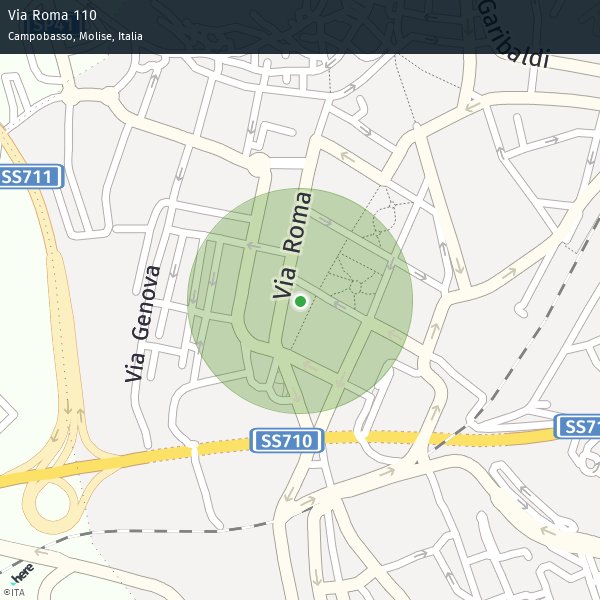 Via Roma 110
Campobasso, Molise, Italia
Garibaldi
SS711
Via Roma
Via Genova
SS710
SS71
here
©ITA